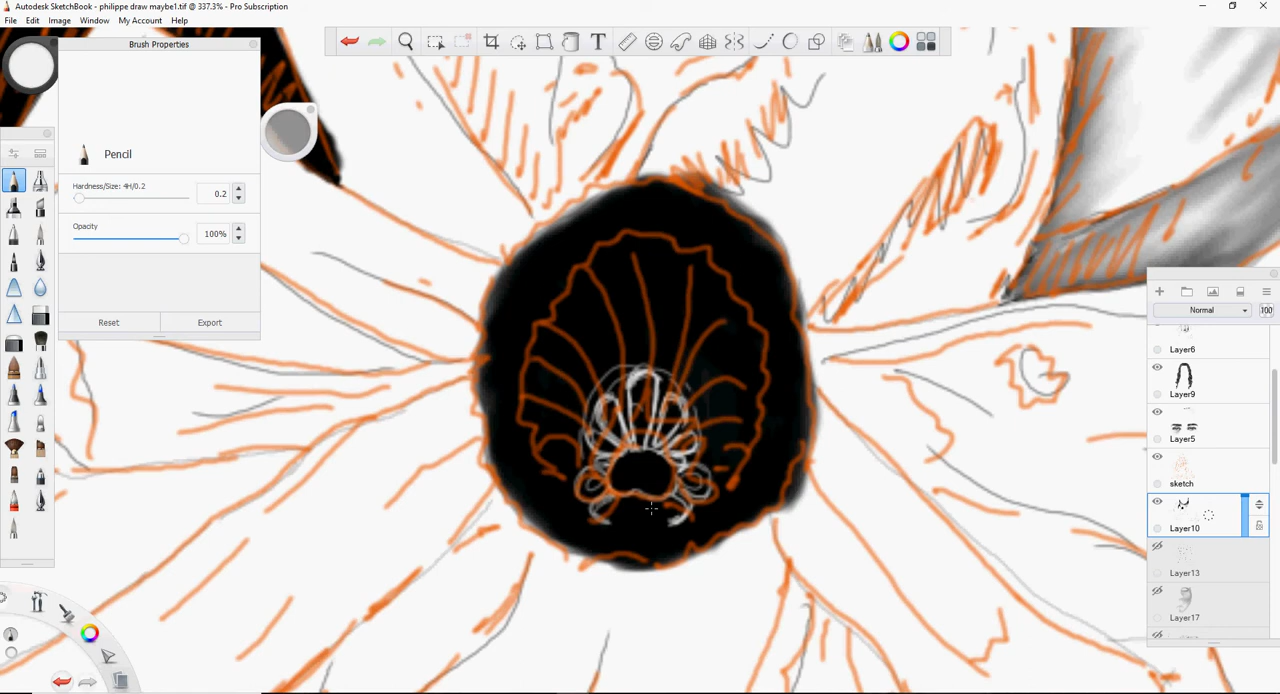 Autodesk SketchBook - philippe draw maybe1.tif @ 337.3% - Pro Subscription
File Edit Image Window My Account Help
Brush Properties
T
Pencil
Hardness/Size: 4H/0.2
0.2
Opacity
100%
Reset Export
Normal 100
Layer6
Layer9
Layer5
sketch
Layer10
Layer13
Layer17